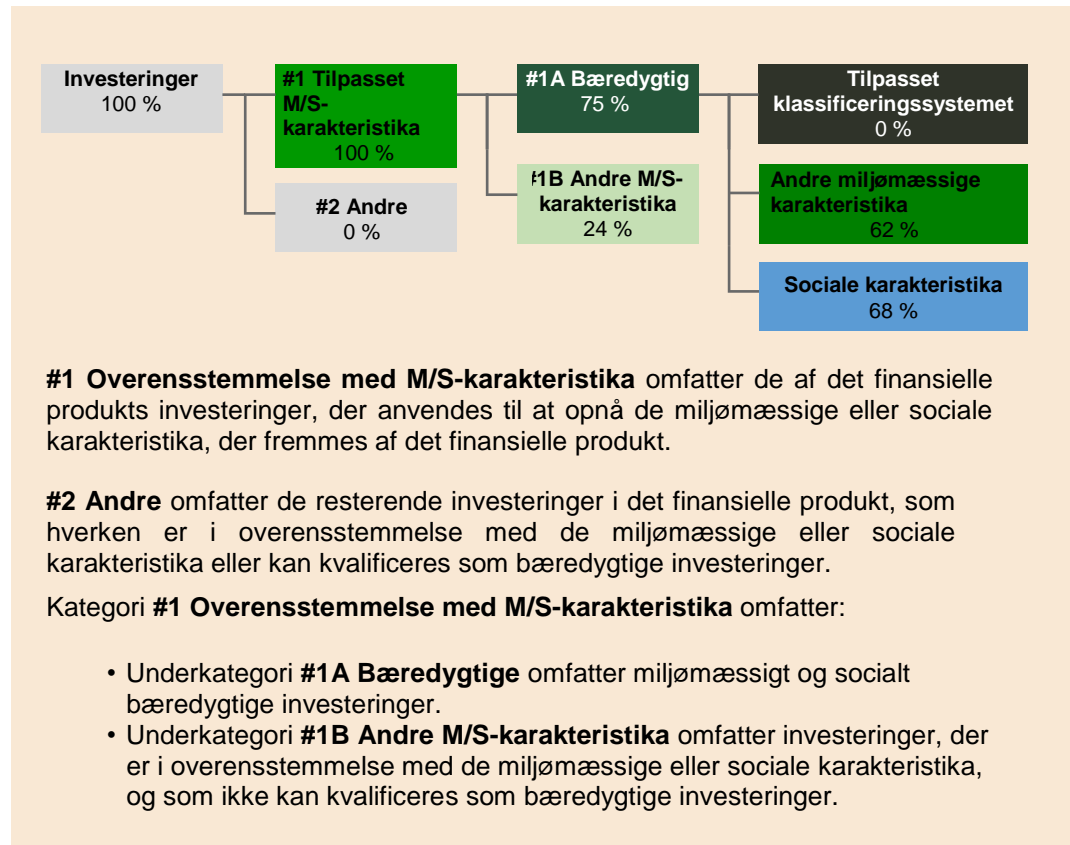 Investeringer
100 %
#1 Tilpasset
M/S-
karakteristika
100 %
#2 Andre
0 %
#1A Bæredygtig
75 %
#1B Andre M/S-
karakteristika
24 %
Tilpasset
klassificeringssystemet
0 %
Andre miljømæssige
karakteristika
62 %
Sociale karakteristika
68 %
#1 Overensstemmelse med M/S-karakteristika omfatter de af det finansielle
produkts investeringer, der anvendes til at opnå de miljømæssige eller sociale
karakteristika, der fremmes af det finansielle produkt.
#2 Andre omfatter de resterende investeringer i det finansielle produkt, som
hverken er i overensstemmelse med de miljømæssige eller sociale
karakteristika eller kan kvalificeres som bæredygtige investeringer.
Kategori #1 Overensstemmelse med M/S-karakteristika omfatter:
• Underkategori #1A Bæredygtige omfatter miljømæssigt og socialt
bæredygtige investeringer.
• Underkategori #1B Andre M/S-karakteristika omfatter investeringer, der
er i overensstemmelse med de miljømæssige eller sociale karakteristika,
og som ikke kan kvalificeres som bæredygtige investeringer.